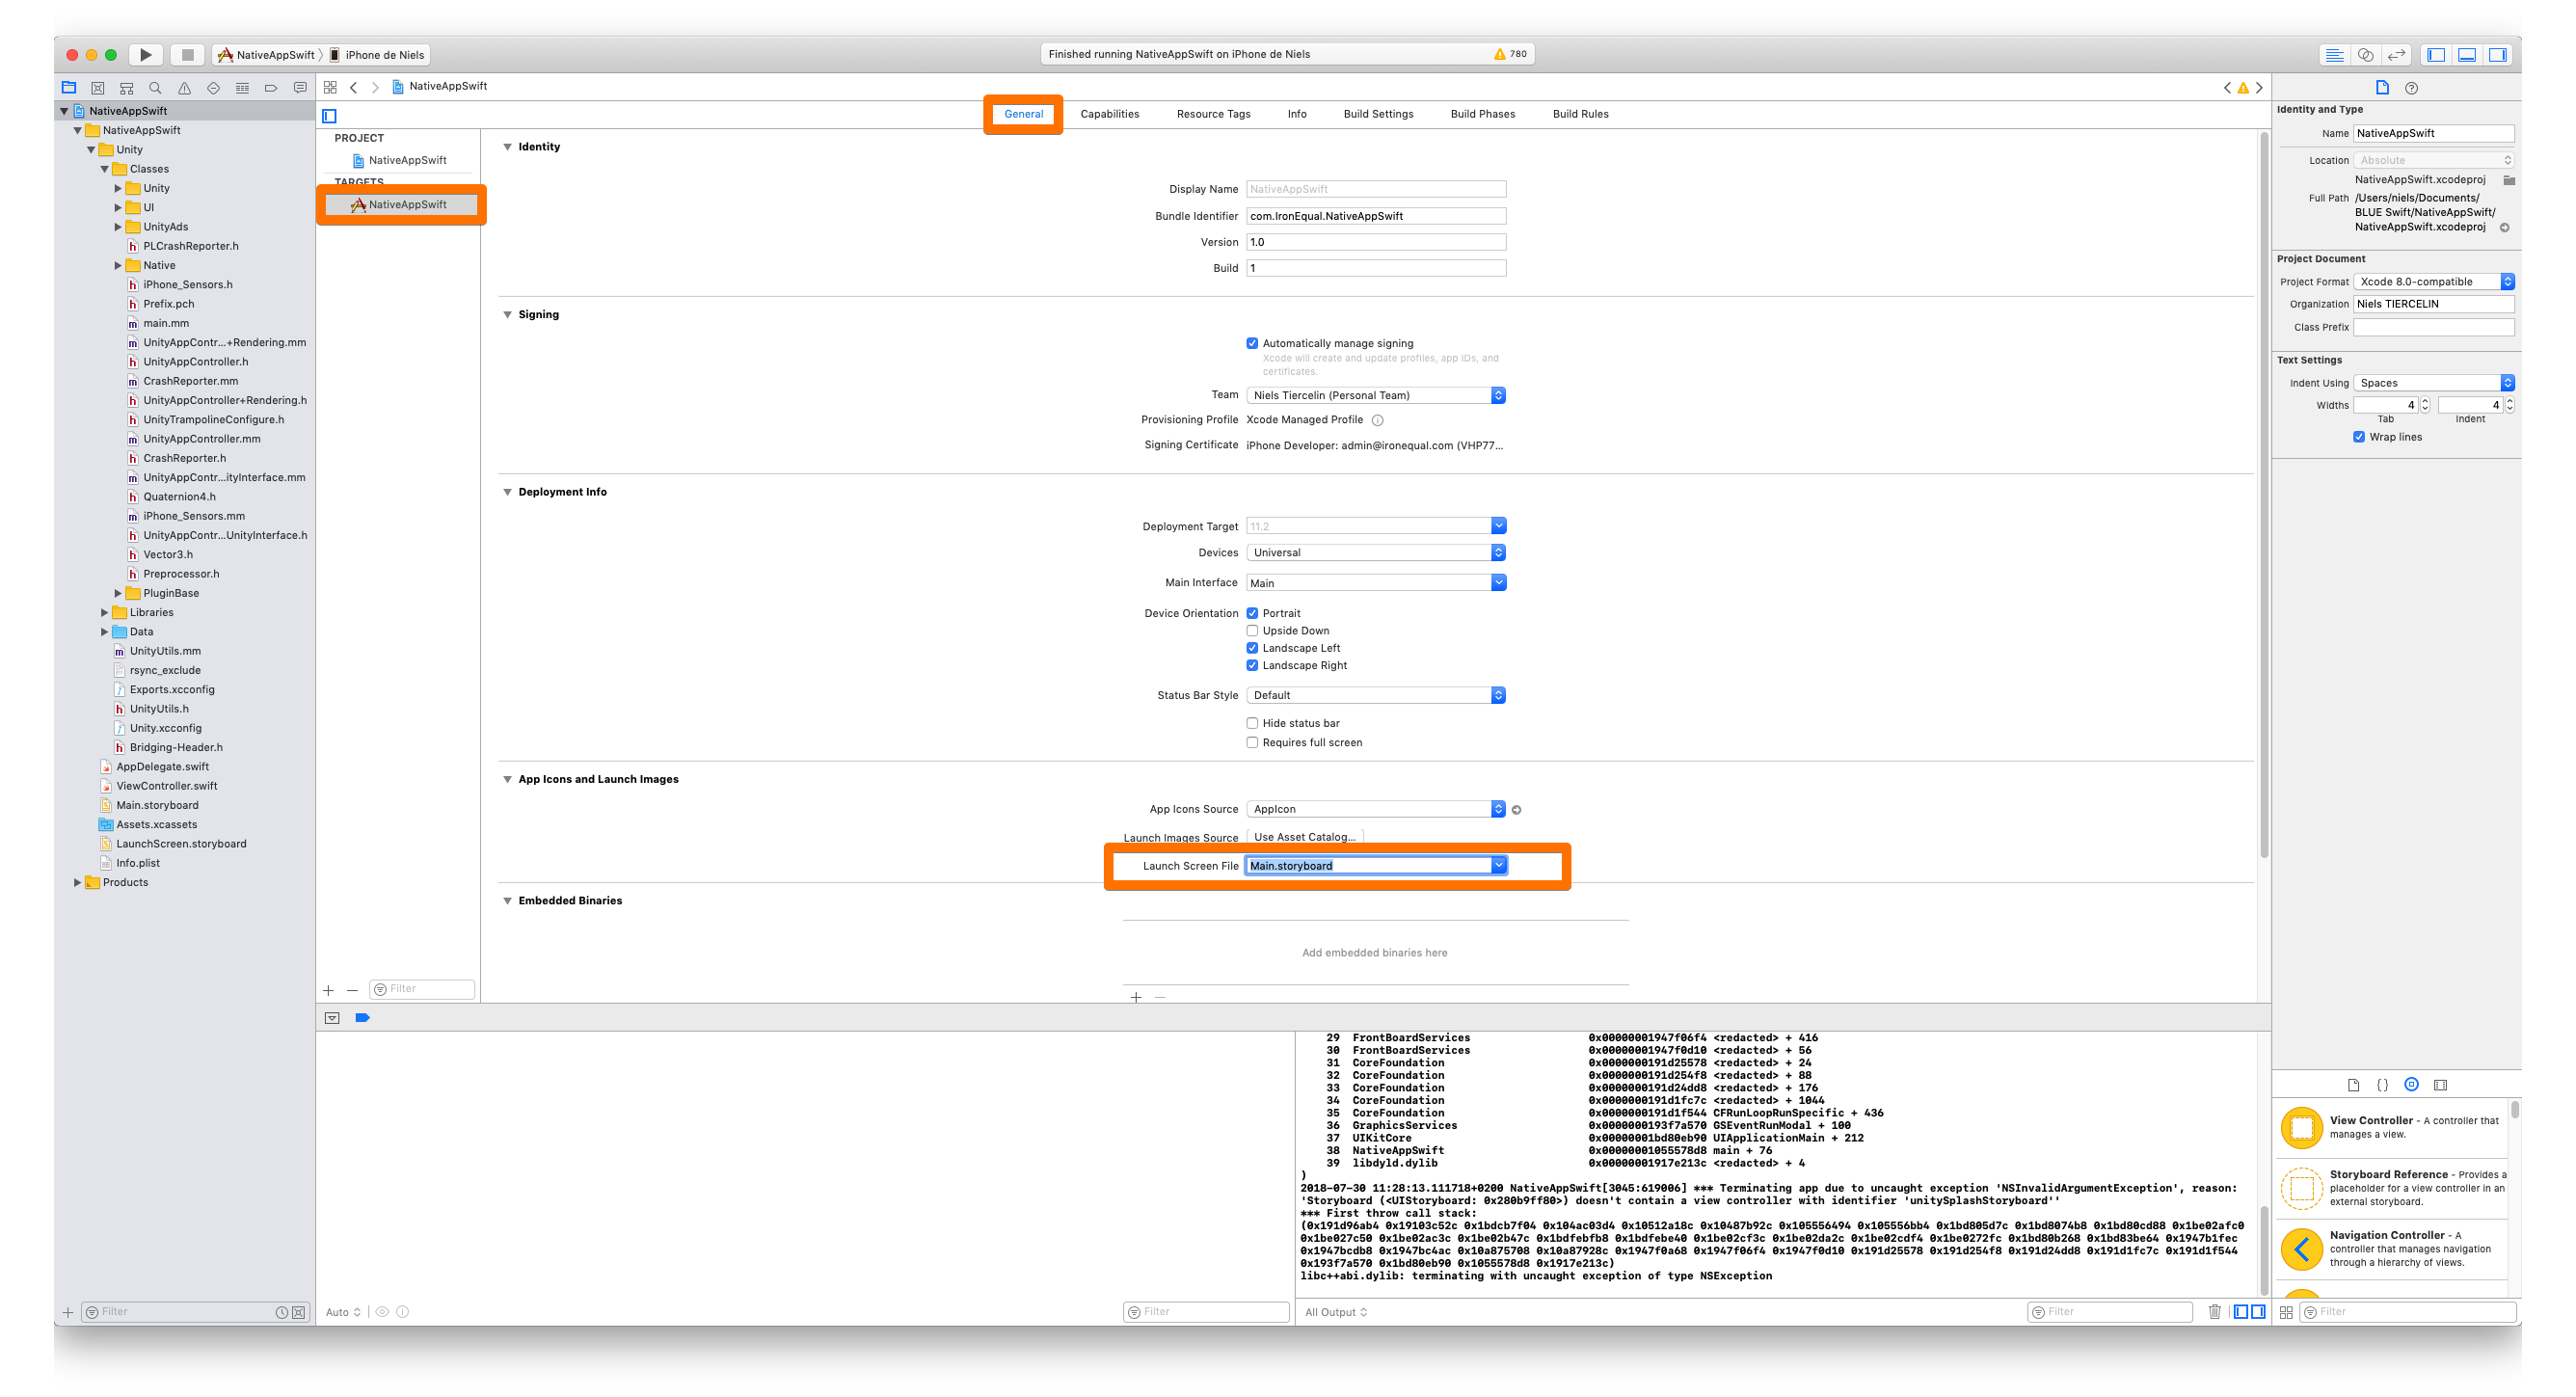 NativeAppSwift
iPhone de Niels
Finished running NativeAppSwift on iPhone de Niels
780
NativeAppSwift
NativeAppSwift
NativeAppSwift
Unity
Classes
Unity
UI
UnityAds
PLCrashReporter.h
Native
iPhone_Sensors.h
Prefix.pch
main.mm
UnityAppContr...+Rendering.mm
UnityAppController.h
CrashReporter.mm
UnityAppController+Rendering.h
UnityTrampolineConfigure.h
UnityAppController.mm
CrashReporter.h
UnityAppContr...ityInterface.mm
Quaternion4.h
iPhone_Sensors.mm
UnityAppContr...UnityInterface.h
Vector3.h
Preprocessor.h
PluginBase
Libraries
Data
UnityUtils.mm
rsync_exclude
Exports.xcconfig
UnityUtils.h
Unity.xcconfig
Bridging-Header.h
AppDelegate.swift
ViewController.swift
Main.storyboard
Assets.xcassets
LaunchScreen.storyboard
Info.plist
Products
Filter
PROJECT
NativeAppSwift
TARGETS
NativeAppSwift
Filter
General Capabilities Resource Tags Info Build Settings Build Phases Build Rules
Identity
Display Name NativeAppSwift
Bundle Identifier com.IronEqual.NativeAppSwift
Version 1.0
Build 1
Signing
Automatically manage signing
Xcode will create and update profiles, app IDs, and
certificates.
Team Niels Tiercelin (Personal Team)
Provisioning Profile Xcode Managed Profile
Signing Certificate iPhone Developer: admin@ironequal.com (VHP77...
Deployment Info
Deployment Target 11.2
Devices Universal
Main Interface Main
Device Orientation Portrait
Upside Down
Landscape Left
Landscape Right
Status Bar Style Default
Hide status bar
Requires full screen
App Icons and Launch Images
App Icons Source AppIcon
Launch Images Source Use Asset Catalog...
Launch Screen File Main.storyboard
Embedded Binaries
Add embedded binaries here
Auto
Filter
29 FrontBoardServices 0x00000001947f06f4 <redacted> + 416
30 FrontBoardServices 0x00000001947f0d10 <redacted> + 56
31 CoreFoundation 0x0000000191d25578 <redacted> + 24
32 CoreFoundation 0x0000000191d254f8 <redacted> + 88
33 CoreFoundation 0x0000000191d24dd8 <redacted> + 176
34 CoreFoundation 0x0000000191d1fc7c <redacted> + 1044
35 CoreFoundation 0x0000000191d1f544 CFRunLoopRunSpecific + 436
36 GraphicsServices 0x0000000193f7a570 GSEventRunModal + 100
37 UIKitCore 0x00000001bd80eb90 UIApplicationMain + 212
38 NativeAppSwift 0x00000001055578d8 main + 76
39 libdyld.dylib 0x00000001917e213c <redacted> + 4
)
2018-07-30 11:28:13.111718+0200 NativeAppSwift[3045:619006] *** Terminating app due to uncaught exception 'NSInvalidArgumentException', reason:
'Storyboard (<UIStoryboard: 0x280b9ff80>) doesn't contain a view controller with identifier 'unitySplashStoryboard''
*** First throw call stack:
(0x191d96ab4 0x19103c52c 0x1bdcb7f04 0x104ac03d4 0x10512a18c 0x10487b92c 0x105556494 0x105556bb4 0x1bd805d7c 0x1bd8074b8 0x1bd80cd88 0x1be02afc0
0x1be027c50 0x1be02ac3c 0x1be02b47c 0x1bdfebfb8 0x1bdfebe40 0x1be02cf3c 0x1be02da2c 0x1be02cdf4 0x1be0272fc 0x1bd80b268 0x1bd83be64 0x1947b1fec
0x1947bcdb8 0x1947bc4ac 0x10a875708 0x10a87928c 0x1947f0a68 0x1947f06f4 0x1947f0d10 0x191d25578 0x191d254f8 0x191d24dd8 0x191d1fc7c 0x191d1f544
0x193f7a570 0x1bd80eb90 0x1055578d8 0x1917e213c)
libc++abi.dylib: terminating with uncaught exception of type NSException
All Output
Filter
Identity and Type
Name NativeAppSwift
Location Absolute
NativeAppSwift.xcodeproj
Full Path /Users/niels/Documents/
BLUE Swift/NativeAppSwift/
NativeAppSwift.xcodeproj
Project Document
Project Format Xcode 8.0-compatible
Organization Niels TIERCELIN
Class Prefix
Text Settings
Indent Using Spaces
Widths 4 4
Tab Indent
Wrap lines
View Controller - A controller that
manages a view.
Storyboard Reference - Provides a
placeholder for a view controller in an
external storyboard.
Navigation Controller - A
controller that manages navigation
through a hierarchy of views.
Filter